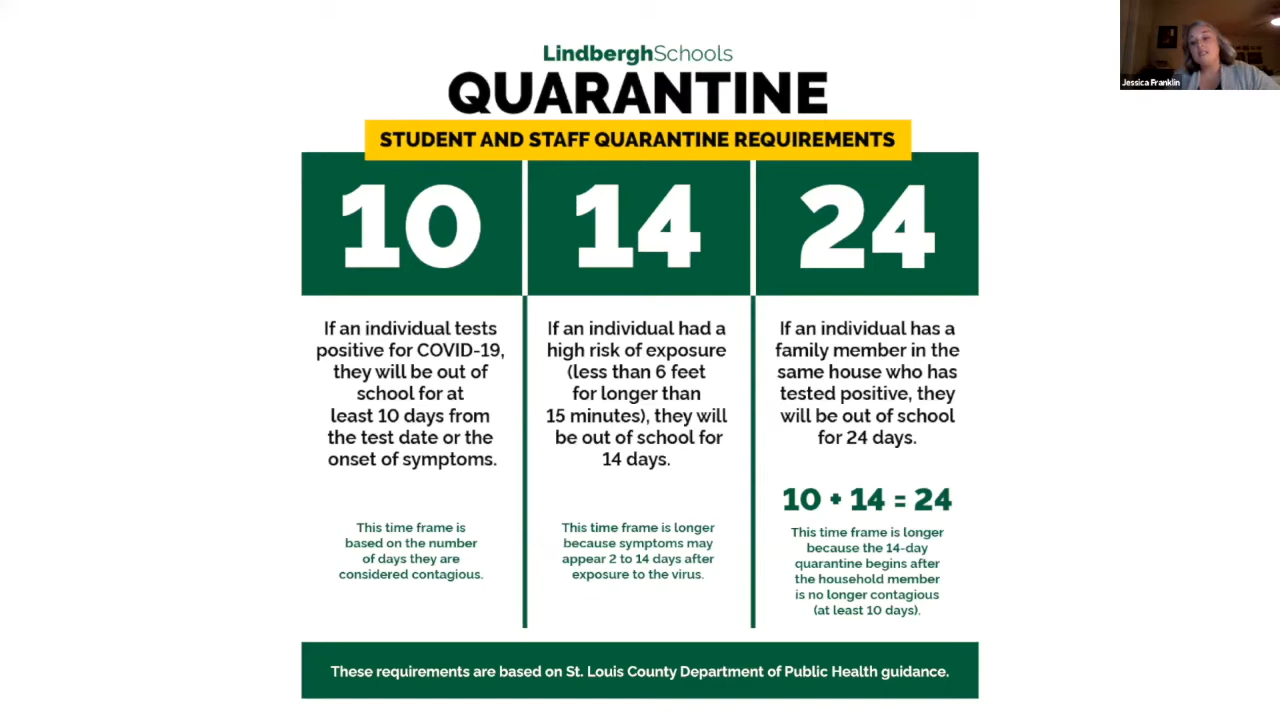 LindberghSchools
QUARANTINE
STUDENT AND STAFF QUARANTINE REQUIREMENTS
10
If an individual tests
positive for COVID-19,
they will be out of
school for at
least 10 days from
the test date or the
onset of symptoms.
This time frame is
based on the number
of days they are
considered contagious.
14
If an individual had a
high risk of exposure
(less than 6 feet
for longer than
15 minutes), they will
be out of school for
14 days.
This time frame is longer
because symptoms may
appear 2 to 14 days after
exposure to the virus.
24
If an individual has a
family member in the
same house who has
tested positive, they
will be out of school
for 24 days.
10 + 14 = 24
This time frame is longer
because the 14-day
quarantine begins after
the household member
is no longer contagious
(at least 10 days).
These requirements are based on St. Louis County Department of Public Health guidance.
Jessica Franklin